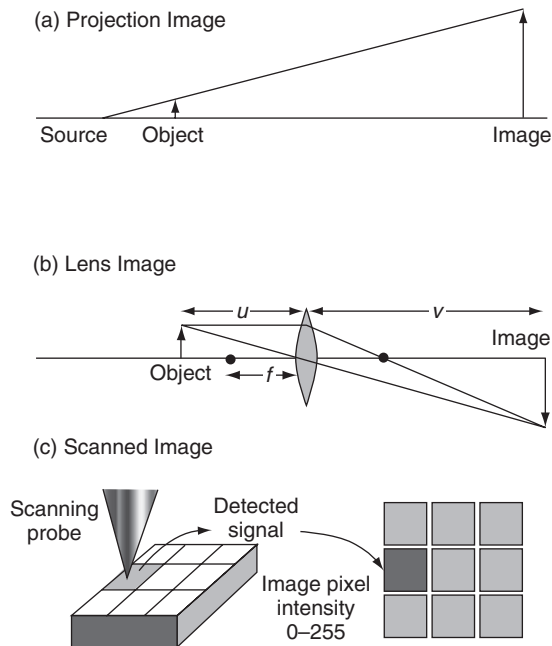 (a) Projection Image
Source
Object
Image
(b) Lens Image
u
v
Image
Object
f
(c) Scanned Image
Scanning
probe
Detected
signal
Image pixel
intensity
0–255